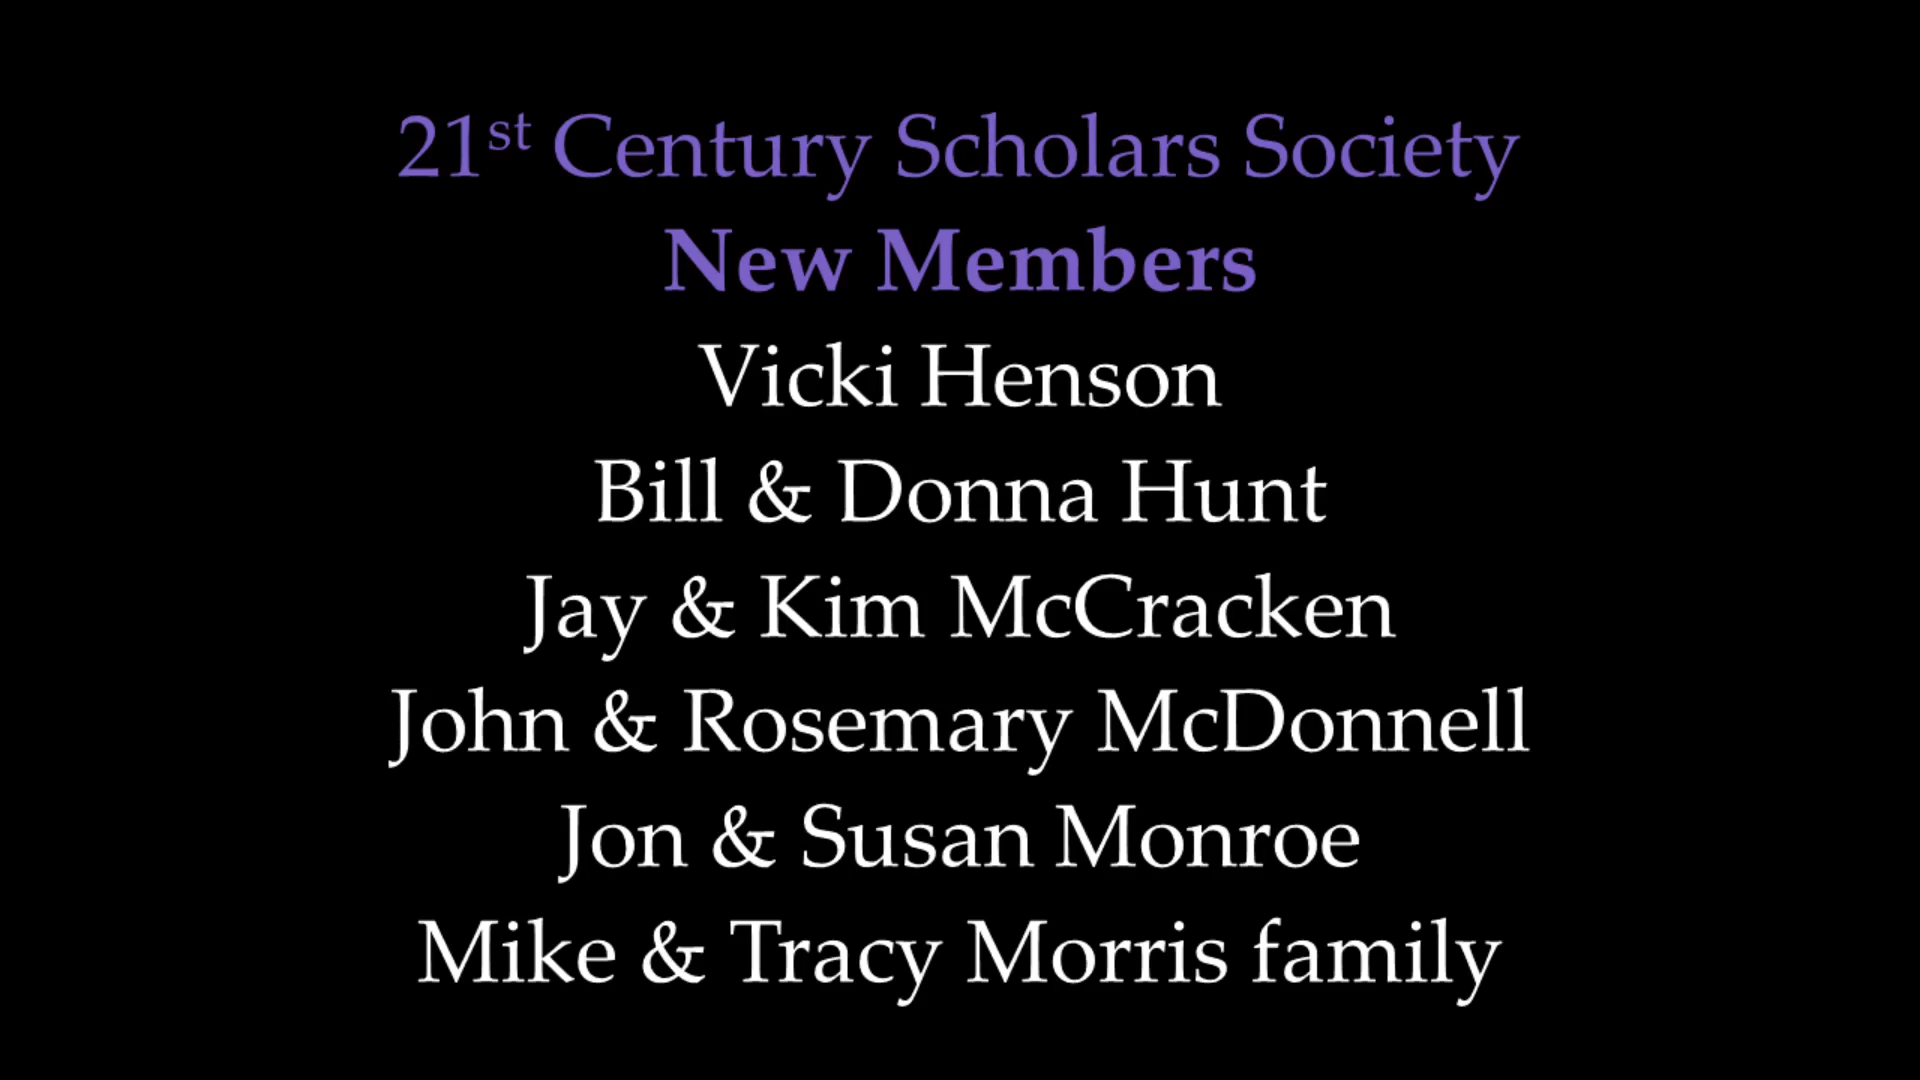 21st Century Scholars Society
New Members
Vicki Henson
Bill & Donna Hunt
Jay & Kim McCracken
John & Rosemary McDonnell
Jon & Susan Monroe
Mike & Tracy Morris family